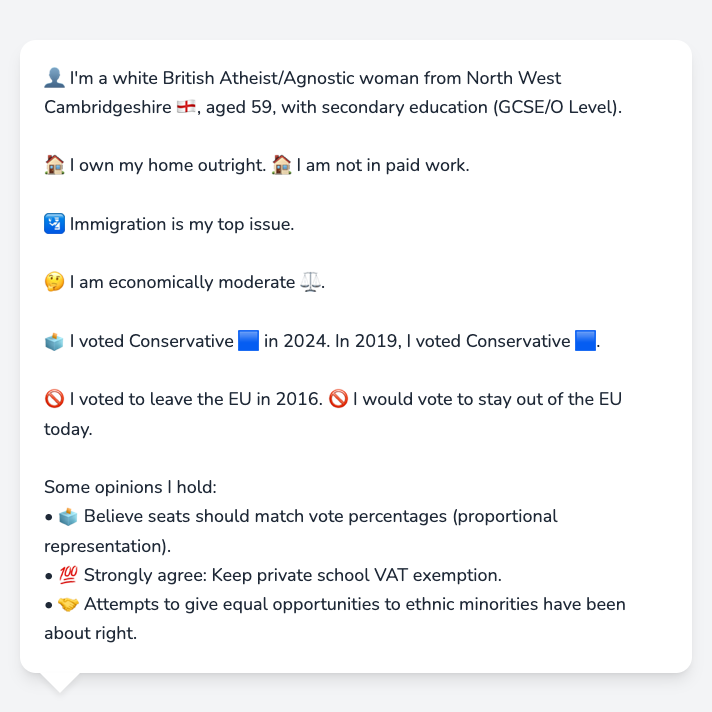 👤 I'm a white British Atheist/Agnostic woman from North West
Cambridgeshire 🏴󠁧󠁢󠁥󠁮󠁧󠁿, aged 59, with secondary education (GCSE/O Level).
🏠 I own my home outright. 🏠 I am not in paid work.
🛂 Immigration is my top issue.
🤔 I am economically moderate ⚖️.
🗳️ I voted Conservative 🟦 in 2024. In 2019, I voted Conservative 🟦.
🚫 I voted to leave the EU in 2016. 🚫 I would vote to stay out of the EU
today.
Some opinions I hold:
• 🗳️ Believe seats should match vote percentages (proportional
representation).
• 💯 Strongly agree: Keep private school VAT exemption.
• 🤝 Attempts to give equal opportunities to ethnic minorities have been
about right.